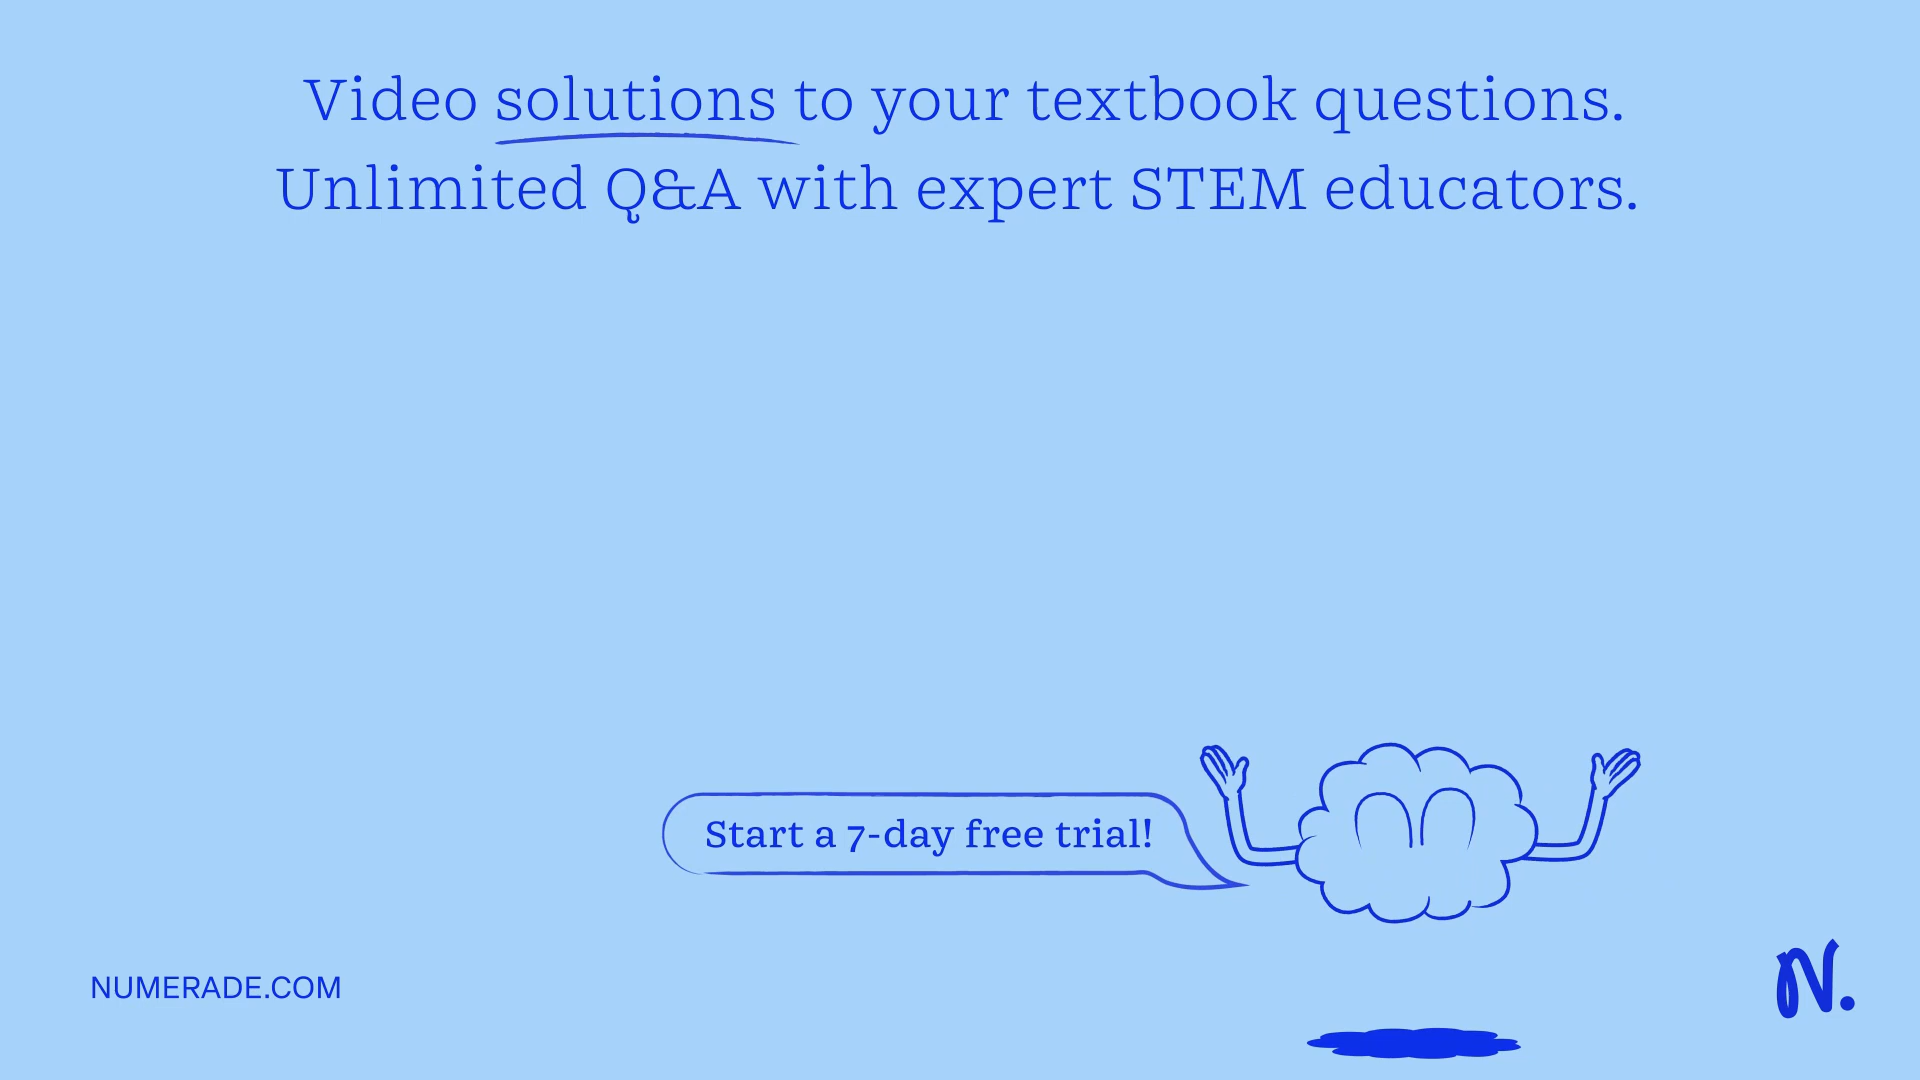 Video solutions to your textbook questions.
Unlimited Q&A with expert STEM educators.
Start a 7-day free trial!
NUMERADE.COM
N.